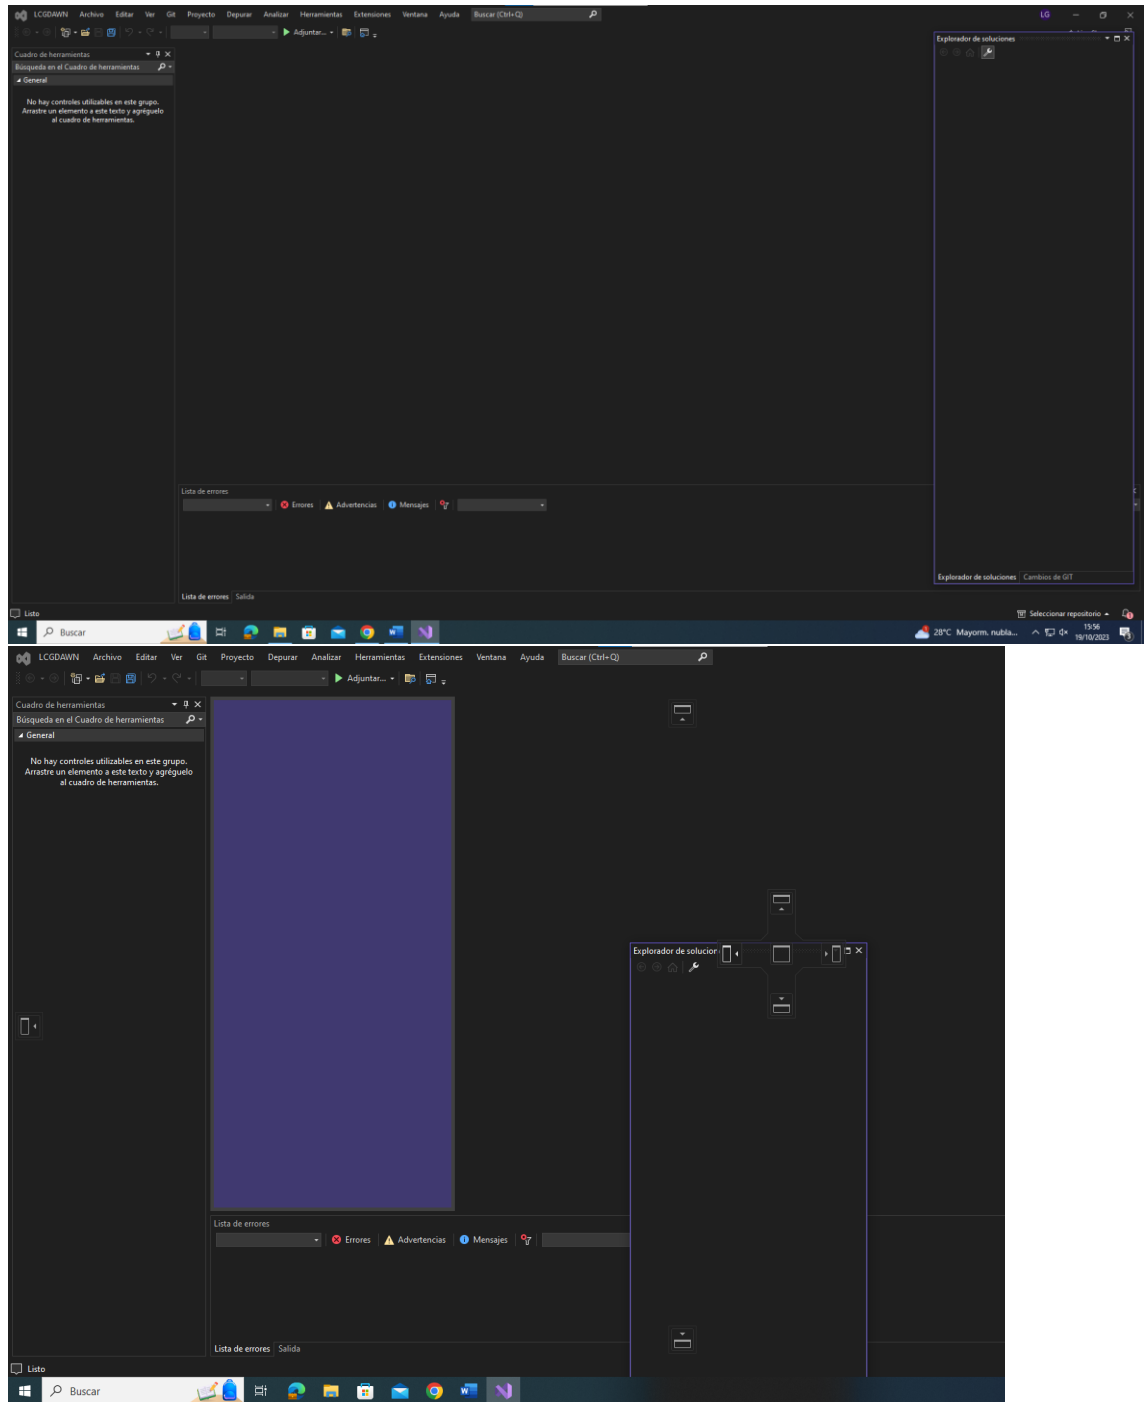 LCGDAWN Archivo Editar Ver Git Proyecto Depurar Analizar Herramientas Extensiones Ventana Ayuda Buscar (Ctrl+Q) LG
Adjuntar...
Cuadro de herramientas
Búsqueda en el Cuadro de herramientas
General
No hay controles utilizables en este grupo.
Arrastre un elemento a este texto y agréguelo
al cuadro de herramientas.
Explorador de soluciones
Lista de errores
Errores Advertencias Mensajes
Explorador de soluciones Cambios de GIT
Lista de errores Salida
Listo
Seleccionar repositorio
Buscar
28°C Mayorm. nubla...
15:56
19/10/2023
LCGDAWN Archivo Editar Ver Git Proyecto Depurar Analizar Herramientas Extensiones Ventana Ayuda Buscar (Ctrl+Q)
Adjuntar...
Cuadro de herramientas
Búsqueda en el Cuadro de herramientas
General
No hay controles utilizables en este grupo.
Arrastre un elemento a este texto y agréguelo
al cuadro de herramientas.
Explorador de solucion
Lista de errores
Errores Advertencias Mensajes
Lista de errores Salida
Listo
Buscar